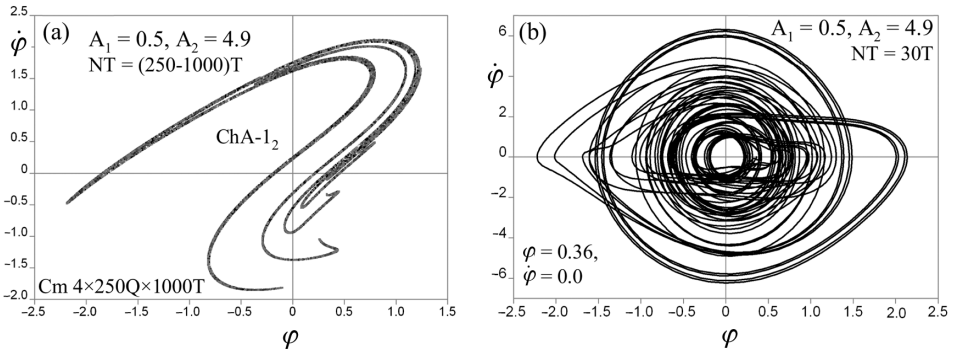 (a)
A₁ = 0.5, A₂ = 4.9
NT = (250-1000)T
φ̇
2.5
2.0
1.5
1.0
0.5
0
-0.5
-1.0
-1.5
-2.0
ChA-1₂
Cm 4×250Q×1000T
-2.5 -2.0 -1.5 -1.0 -0.5 0 0.5 1.0 1.5
φ
(b)
A₁ = 0.5, A₂ = 4.9
NT = 30T
φ̇
6
4
2
0
-2
-4
-6
φ = 0.36,
φ̇ = 0.0
-2.5 -2.0 -1.5 -1.0 -0.5 0 0.5 1.0 1.5 2.0 2.5
φ